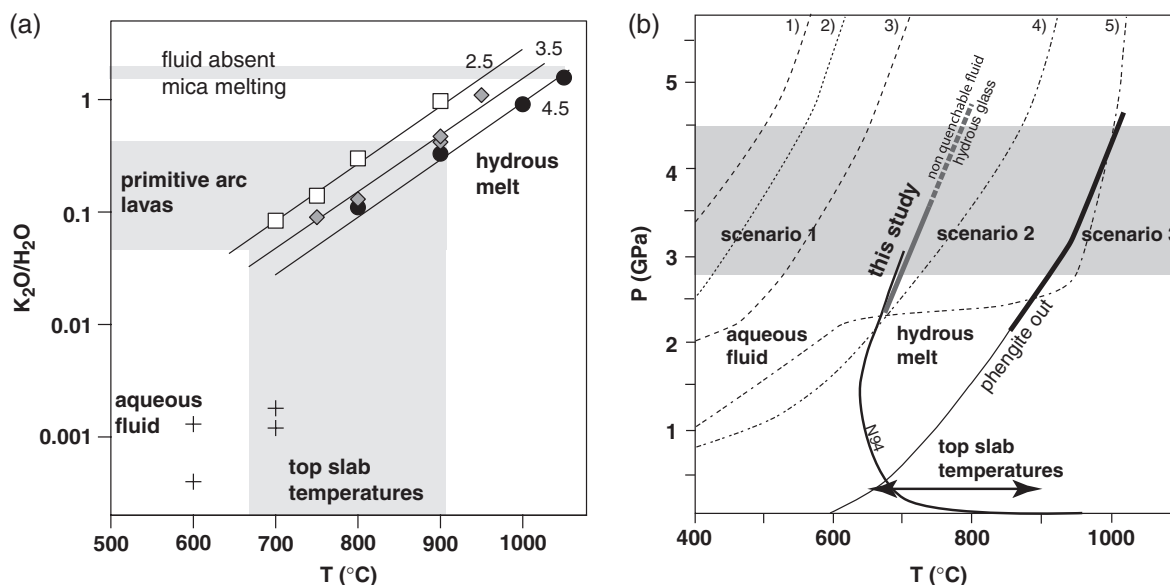 (a)
fluid absent
mica melting
2.5
3.5
4.5
primitive arc
lavas
hydrous
melt
aqueous
fluid
top slab
temperatures
1
0.1
0.01
0.001
K2O/H2O
500 600 700 800 900 1000
T (°C)
(b)
1) 2) 3) 4) 5)
non quenchable fluid
hydrous glass
this study
scenario 1 scenario 2 scenario 3
aqueous
fluid
hydrous
melt
phengite out
N94
top slab
temperatures
5
4
3
2
1
P (GPa)
400 600 800 1000
T (°C)